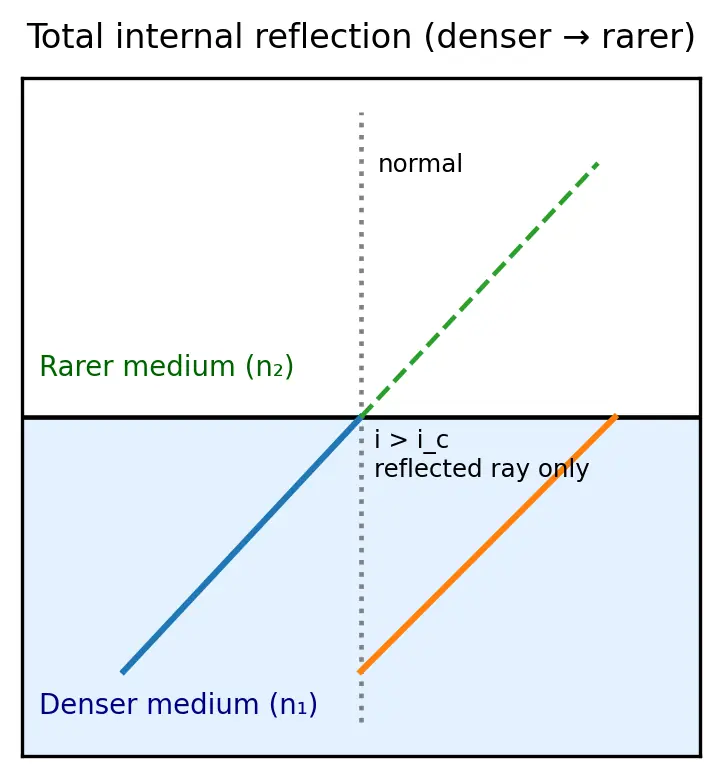 Total internal reflection (denser → rarer)
normal
Rarer medium (n₂)
i > i_c
reflected ray only
Denser medium (n₁)